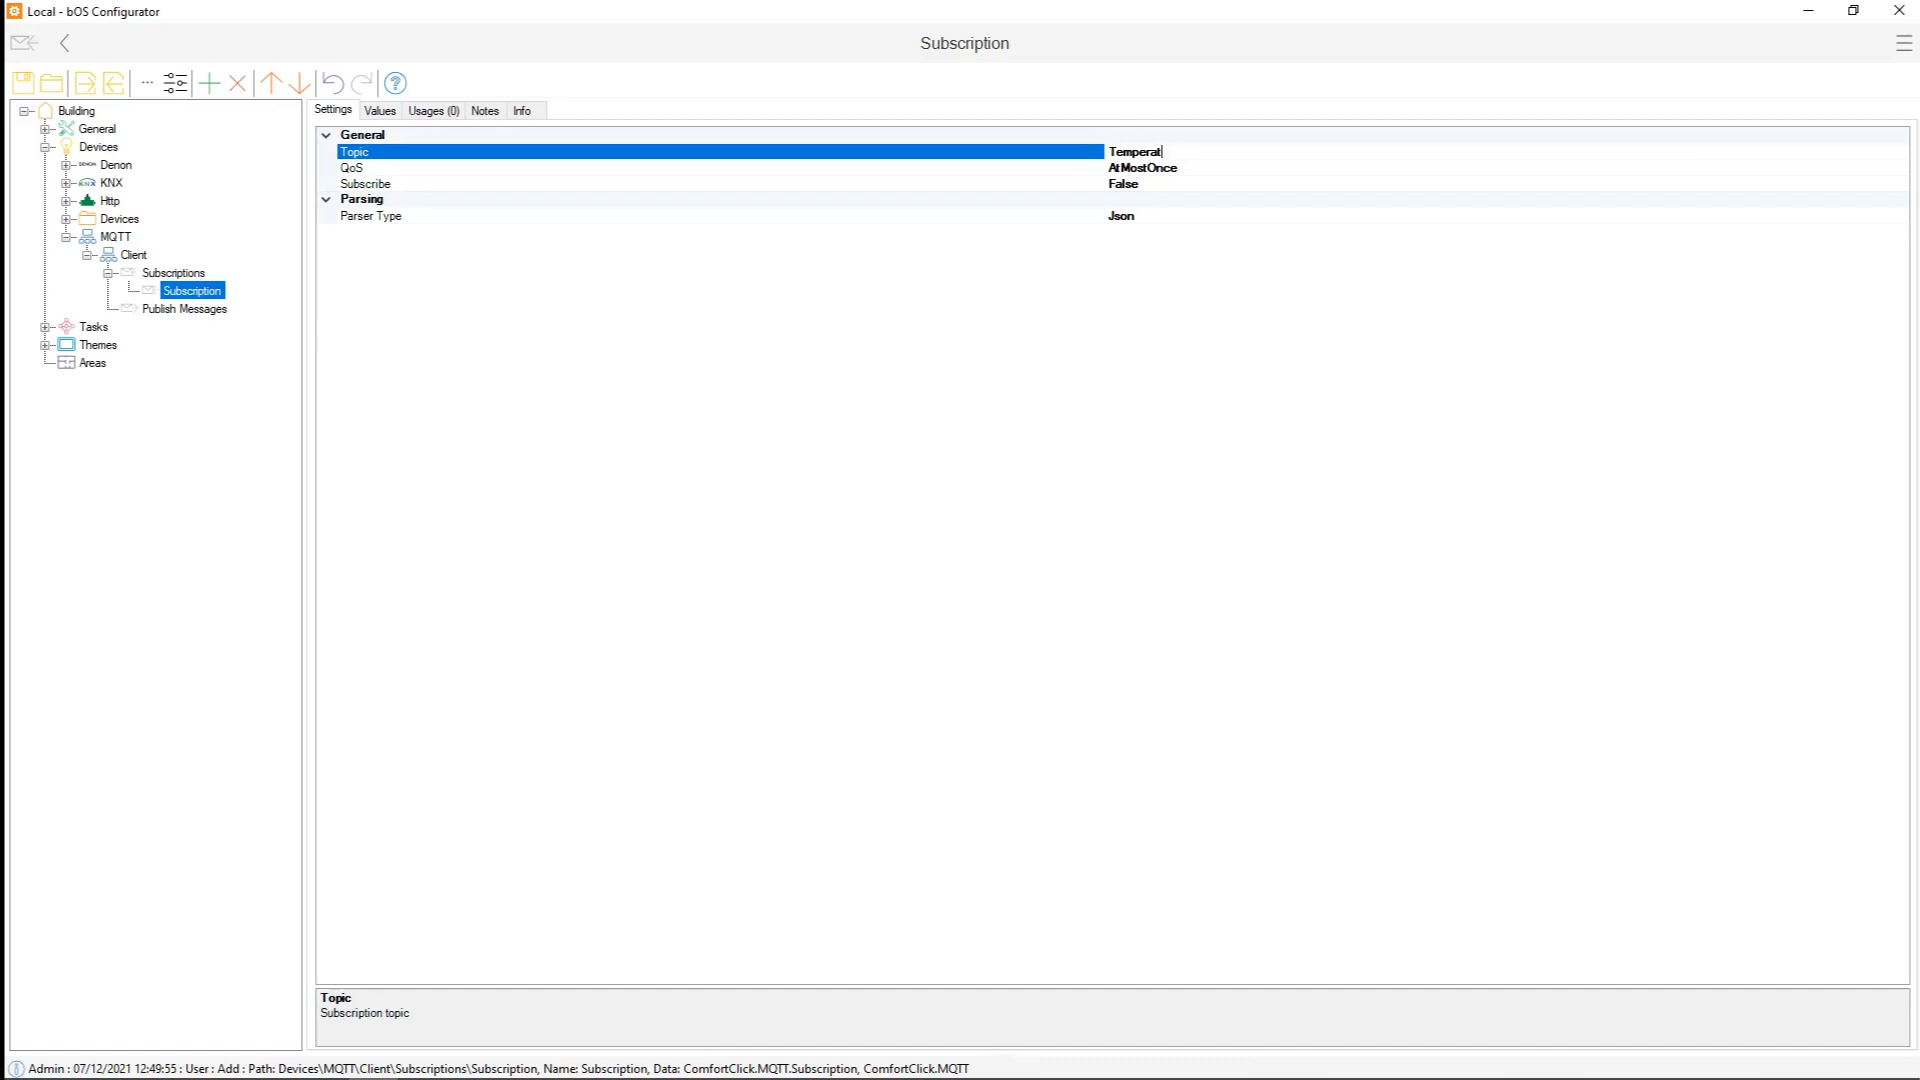 Local - bOS Configurator
Subscription
Building
General
Devices
DENON Denon
KNX KNX
Http
Devices
MQTT
Client
Subscriptions
Subscription
Publish Messages
Tasks
Themes
Areas
Settings Values Usages (0) Notes Info
General
Topic Temperat
QoS AtMostOnce
Subscribe False
Parsing
Parser Type Json
Topic
Subscription topic
Admin : 07/12/2021 12:49:55 : User : Add : Path: Devices\MQTT\Client\Subscriptions\Subscription, Name: Subscription, Data: ComfortClick.MQTT.Subscription, ComfortClick.MQTT